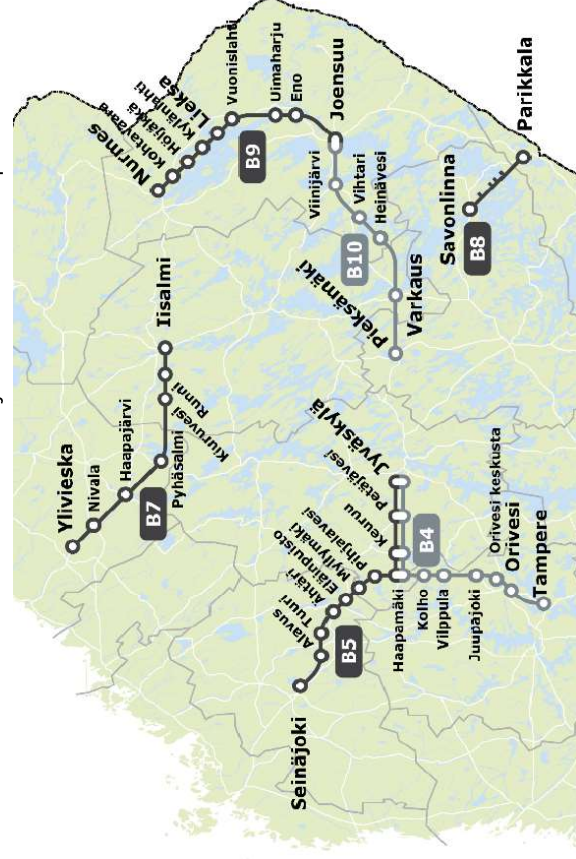 Nurmes
Kohtavaara
Höljäkkä
Kylänlahti
Lieksa
Vuonislahti
Uimaharju
Eno
Joensuu
B9
Viinijärvi
Vihtari
Heinävesi
B10
Varkaus
Pieksämäki
Savonlinna
B8
Parikkala
Ylivieska
Nivala
Haapajärvi
Pyhäsalmi
B7
Kiuruvesi
Runni
Iisalmi
Seinäjoki
Alavus
Tuuri
Ähtäri
Eläinpuisto
Myllymäki
Pihlajavesi
B5
Haapamäki
Keuruu
Petäjävesi
Jyväskylä
B4
Kolho
Vilppula
Juupajoki
Orivesi keskusta
Orivesi
Tampere